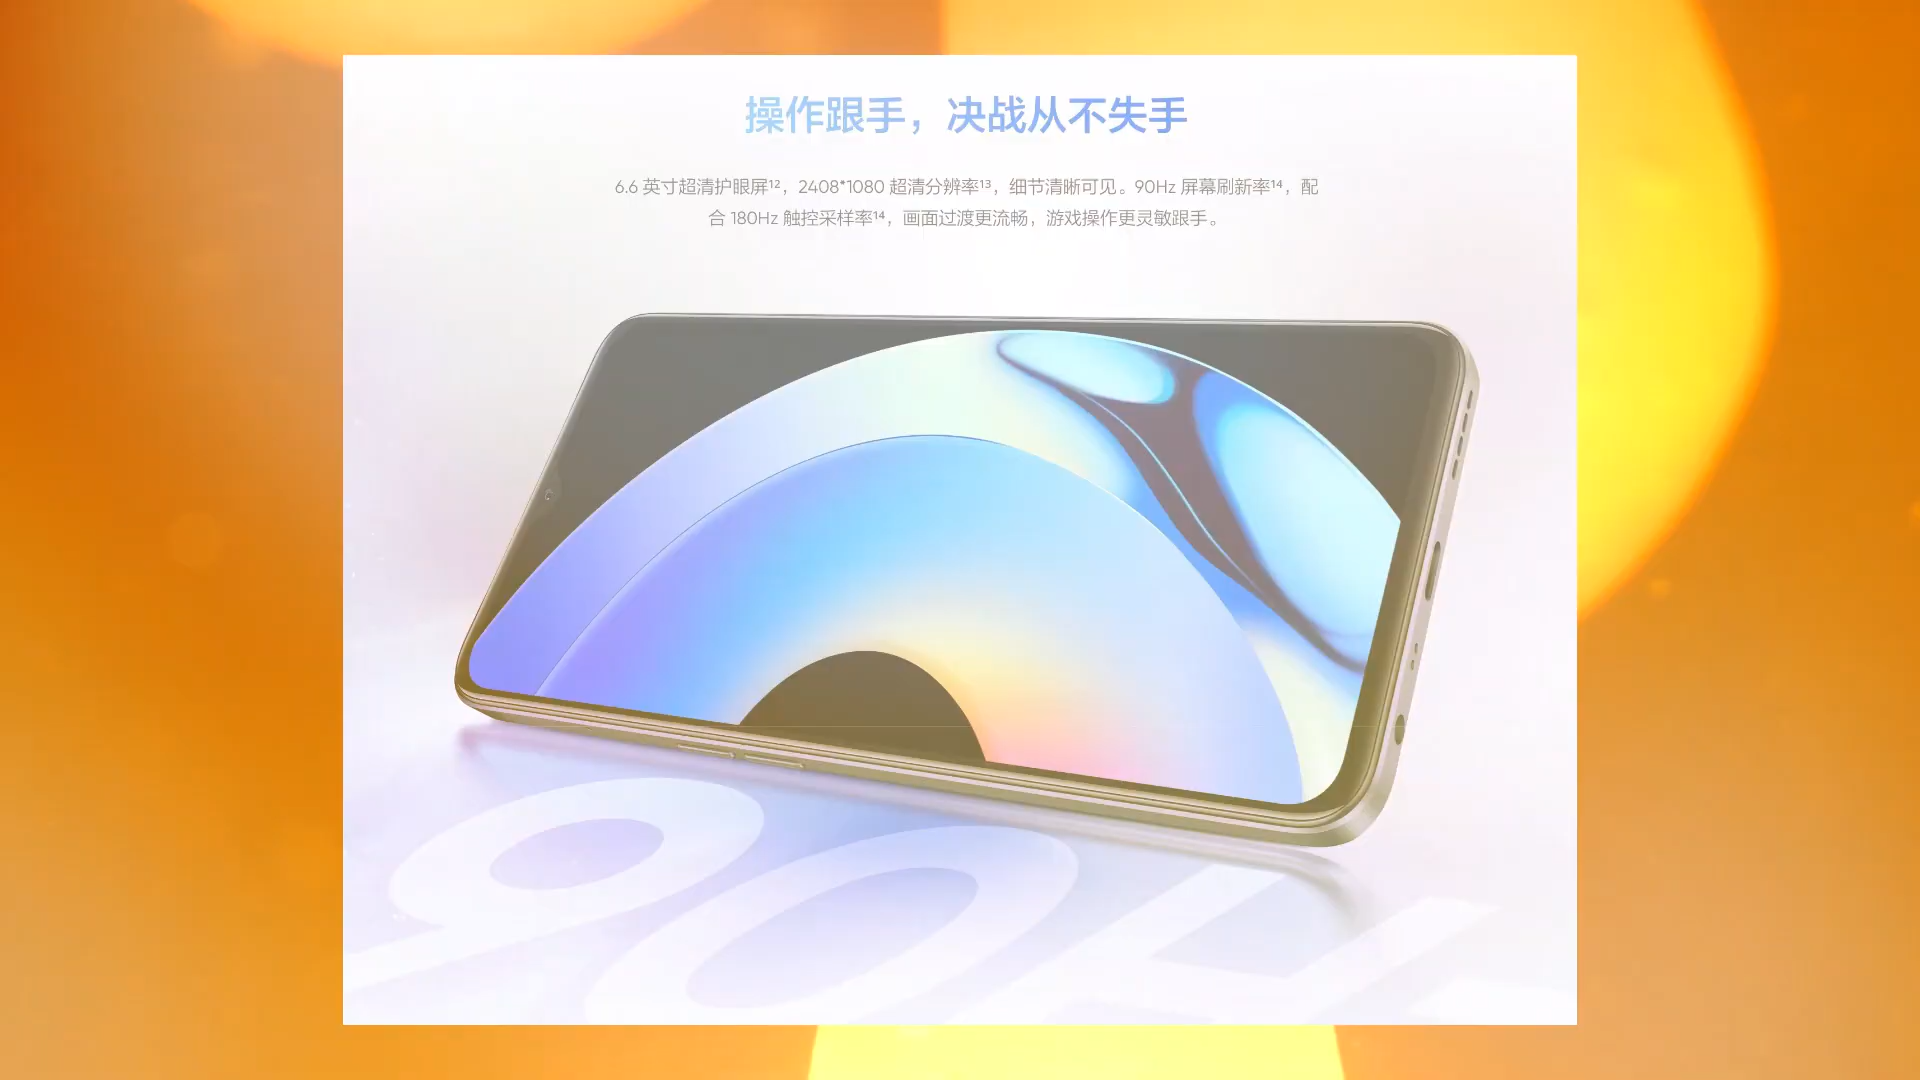 操作跟手，决战从不失手
6.6 英寸超清护眼屏¹²，2408*1080 超清分辨率¹³，细节清晰可见。90Hz 屏幕刷新率¹⁴，配
合 180Hz 触控采样率¹⁴，画面过渡更流畅，游戏操作更灵敏跟手。
90H